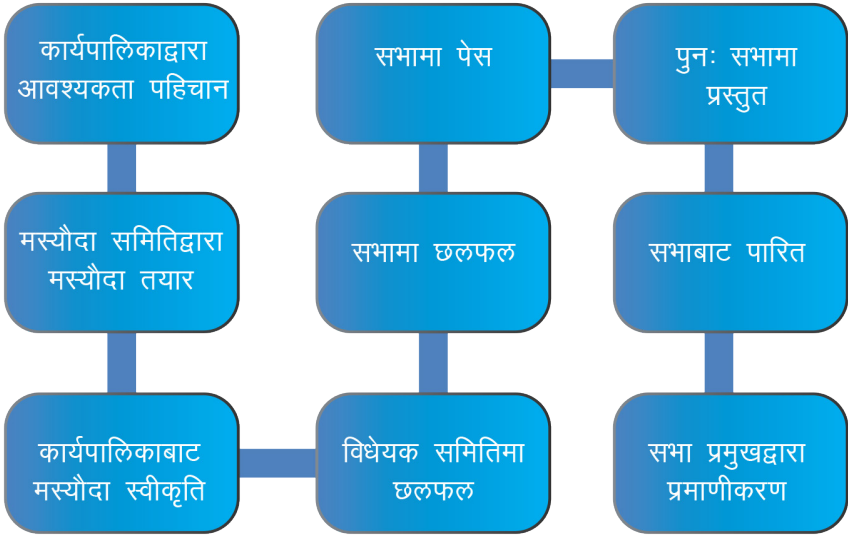 कार्यपालिकाद्वारा
आवश्यकता पहिचान
मस्यौदा समितिद्वारा
मस्यौदा तयार
कार्यपालिकाबाट
मस्यौदा स्वीकृति
विधेयक समितिमा
छलफल
सभामा छलफल
सभामा पेस
पुनः सभामा
प्रस्तुत
सभाबाट पारित
सभा प्रमुखद्वारा
प्रमाणीकरण